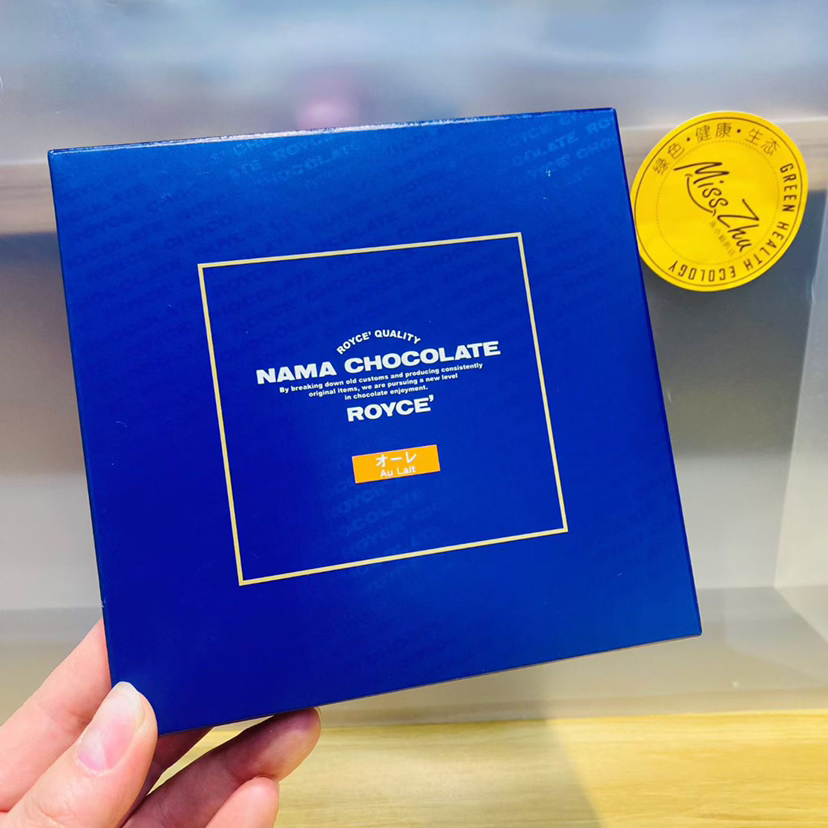 ROYCE' QUALITY
NAMA CHOCOLATE
By breaking down old customs and producing consistently
original items, we are pursuing a new level
in chocolate enjoyment.
ROYCE'
オーレ
Au Lait
绿色·健康·生态
Miss Zhu
GREEN HEALTH ECOLOGY